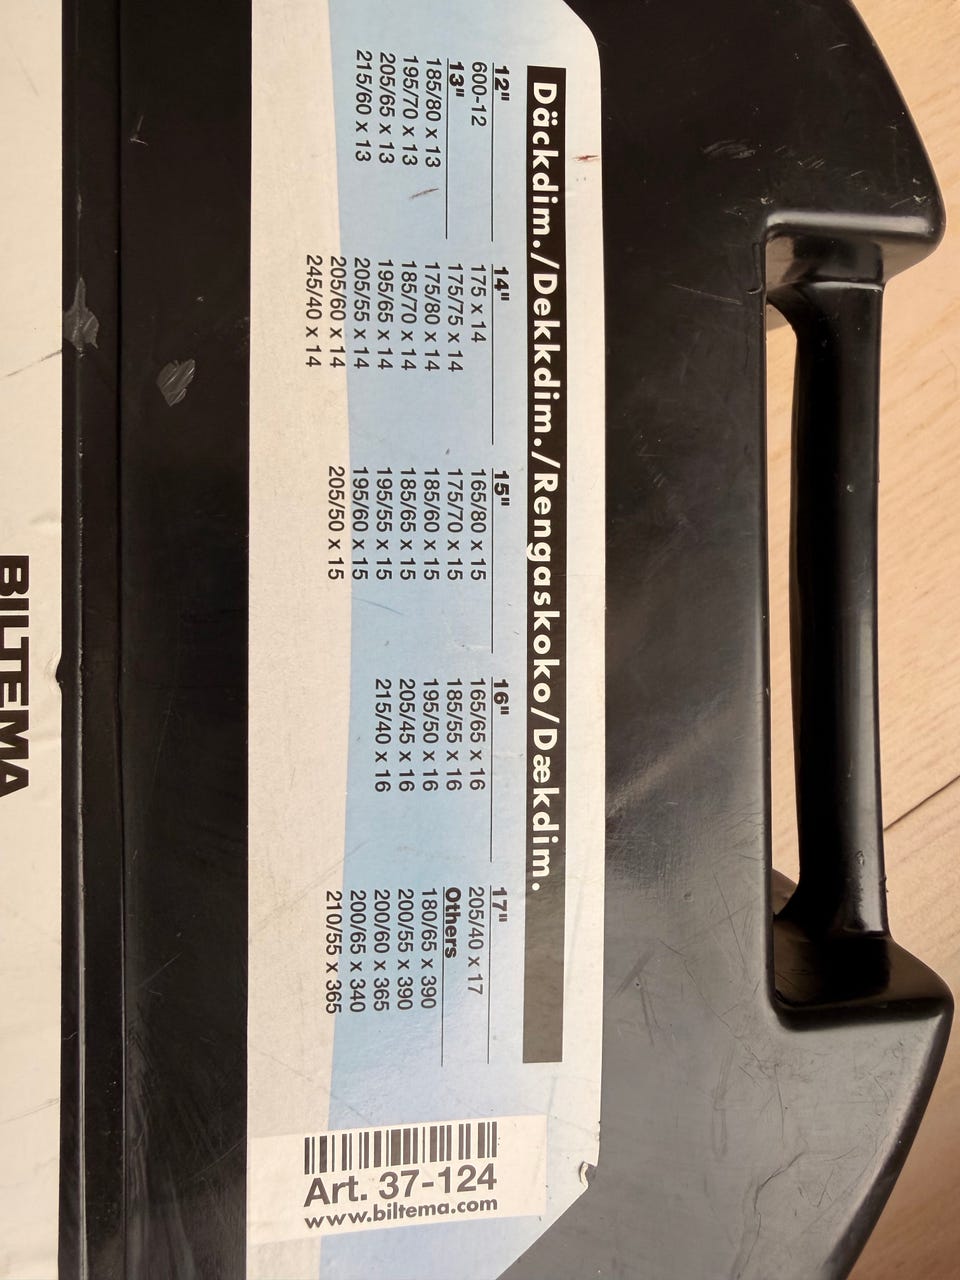 Däckdim./Dekkdim./Rengaskoko/Dækdim.
12"
600-12
13"
185/80 x 13
195/70 x 13
205/65 x 13
215/60 x 13
14"
175 x 14
175/75 x 14
175/80 x 14
185/70 x 14
195/65 x 14
205/55 x 14
205/60 x 14
245/40 x 14
15"
165/80 x 15
175/70 x 15
185/60 x 15
185/65 x 15
195/55 x 15
195/60 x 15
205/50 x 15
16"
165/65 x 16
185/55 x 16
195/50 x 16
205/45 x 16
215/40 x 16
17"
205/40 x 17
Others
180/65 x 390
200/55 x 390
200/60 x 365
200/65 x 340
210/55 x 365
Art. 37-124
www.biltema.com
BILTEMA